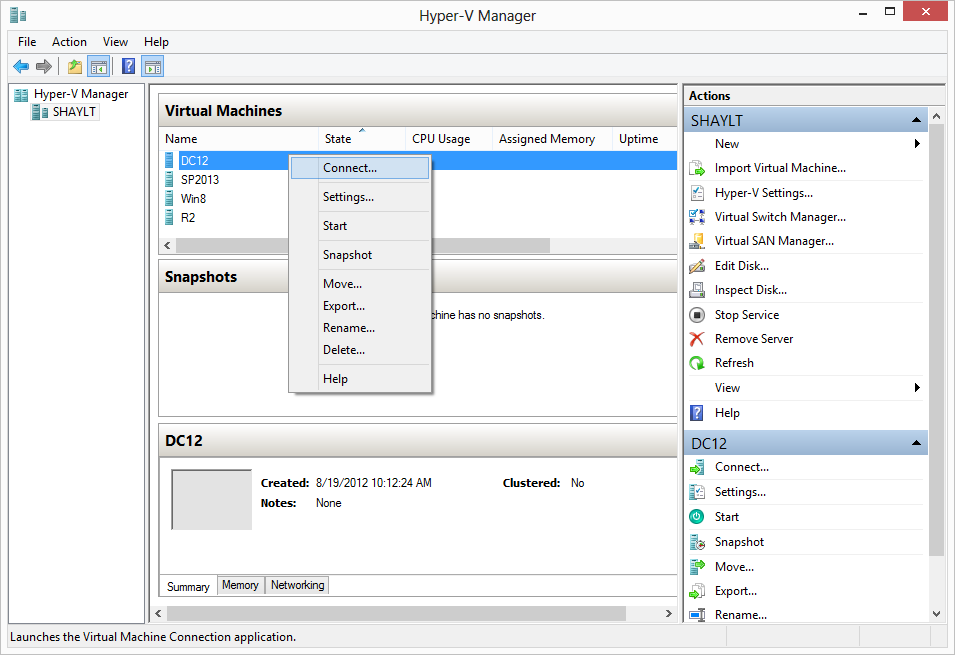 Hyper-V Manager
File Action View Help
Hyper-V Manager
SHAYLT
Virtual Machines
Name State CPU Usage Assigned Memory Uptime
DC12
SP2013
Win8
R2
Connect...
Settings...
Start
Snapshot
Move...
Export...
Rename...
Delete...
Help
Snapshots
chine has no snapshots.
DC12
Created: 8/19/2012 10:12:24 AM Clustered: No
Notes: None
Summary Memory Networking
Actions
SHAYLT
New
Import Virtual Machine...
Hyper-V Settings...
Virtual Switch Manager...
Virtual SAN Manager...
Edit Disk...
Inspect Disk...
Stop Service
Remove Server
Refresh
View
Help
DC12
Connect...
Settings...
Start
Snapshot
Move...
Export...
Rename...
Launches the Virtual Machine Connection application.